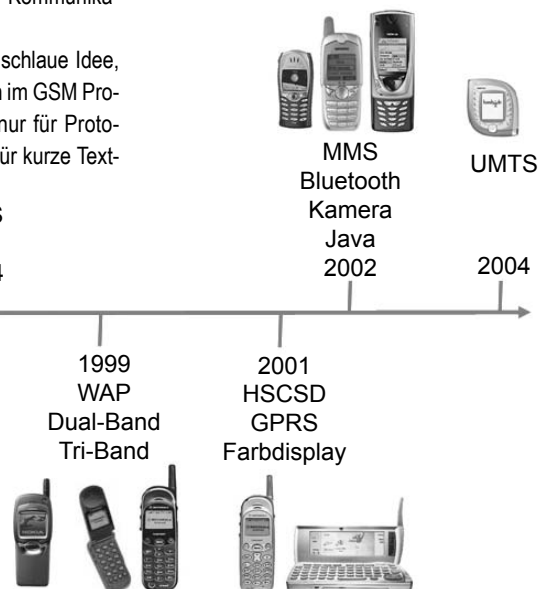 Kommunika-
schlaue Idee,
im GSM Pro-
nur für Proto-
ür kurze Text-
MMS
Bluetooth
Kamera
Java
2002
UMTS
2004
1999
WAP
Dual-Band
Tri-Band
2001
HSCSD
GPRS
Farbdisplay